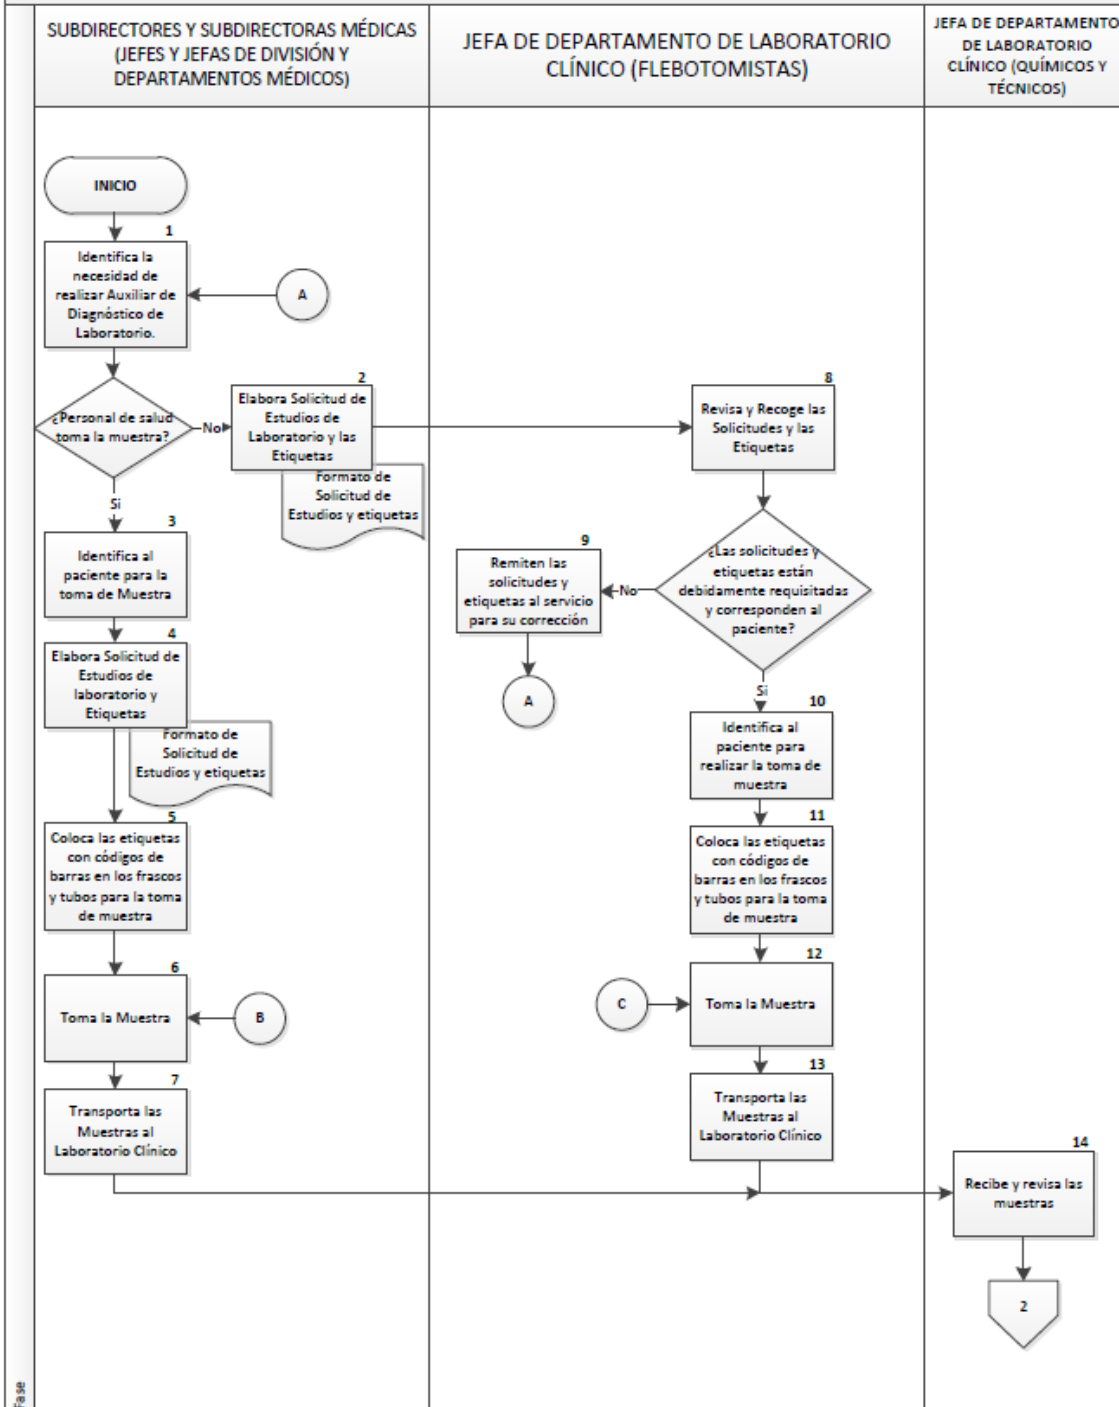 SUBDIRECTORES Y SUBDIRECTORAS MÉDICAS
(JEFES Y JEFAS DE DIVISIÓN Y
DEPARTAMENTOS MÉDICOS)
JEFA DE DEPARTAMENTO DE LABORATORIO
CLÍNICO (FLEBOTOMISTAS)
JEFA DE DEPARTAMENTO
DE LABORATORIO
CLÍNICO (QUÍMICOS Y
TÉCNICOS)
INICIO
1
Identifica la
necesidad de
realizar Auxiliar de
Diagnóstico de
Laboratorio.
A
¿Personal de salud
toma la muestra?
No
2
Elabora Solicitud de
Estudios de
Laboratorio y las
Etiquetas
Formato de
Solicitud de
Estudios y etiquetas
Si
3
Identifica al
paciente para la
toma de Muestra
4
Elabora Solicitud de
Estudios de
laboratorio y
Etiquetas
Formato de
Solicitud de
Estudios y etiquetas
5
Coloca las etiquetas
con códigos de
barras en los frascos
y tubos para la toma
de muestra
6
Toma la Muestra
B
7
Transporta las
Muestras al
Laboratorio Clínico
8
Revisa y Recoge las
Solicitudes y las
Etiquetas
¿Las solicitudes y
etiquetas están
debidamente requisitadas
y corresponden al
paciente?
No
9
Remiten las
solicitudes y
etiquetas al servicio
para su corrección
A
Si
10
Identifica al
paciente para
realizar la toma de
muestra
11
Coloca las etiquetas
con códigos de
barras en los frascos
y tubos para la toma
de muestra
12
C
Toma la Muestra
13
Transporta las
Muestras al
Laboratorio Clínico
14
Recibe y revisa las
muestras
2
Fase